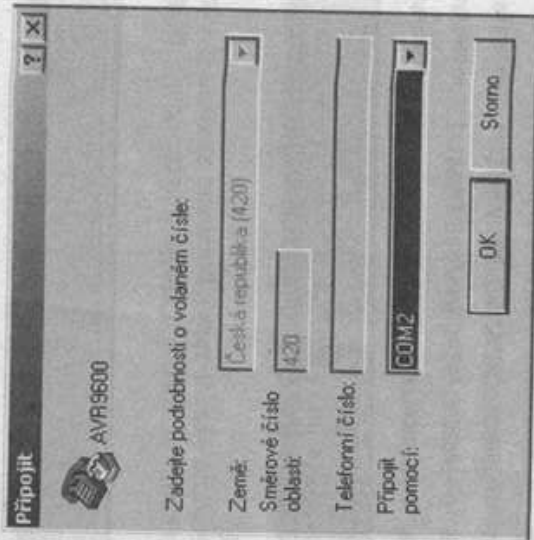 Připojit
AVR9600
Zadejte podrobnosti o volaném čísle:
Země:
Česká republika (420)
Směrové číslo
oblasti:
420
Telefonní číslo:
Připojit
pomocí:
COM2
OK
Storno